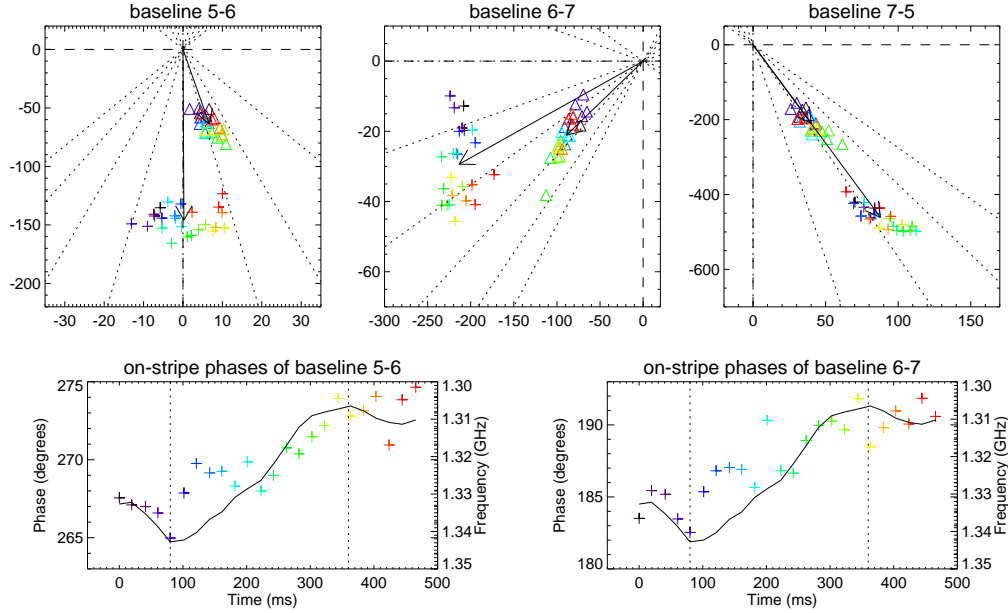 baseline 5-6
baseline 6-7
baseline 7-5
0
-50
-100
-150
-200
-30 -20 -10 0 10 20 30
0
-20
-40
-60
-300 -250 -200 -150 -100 -50 0
0
-200
-400
-600
0 50 100 150
on-stripe phases of baseline 5-6
275
270
265
Phase (degrees)
1.30
1.31
1.32
1.33
1.34
1.35
Frequency (GHz)
0 100 200 300 400 500
Time (ms)
on-stripe phases of baseline 6-7
190
185
180
Phase (degrees)
1.30
1.31
1.32
1.33
1.34
1.35
Frequency (GHz)
0 100 200 300 400 500
Time (ms)